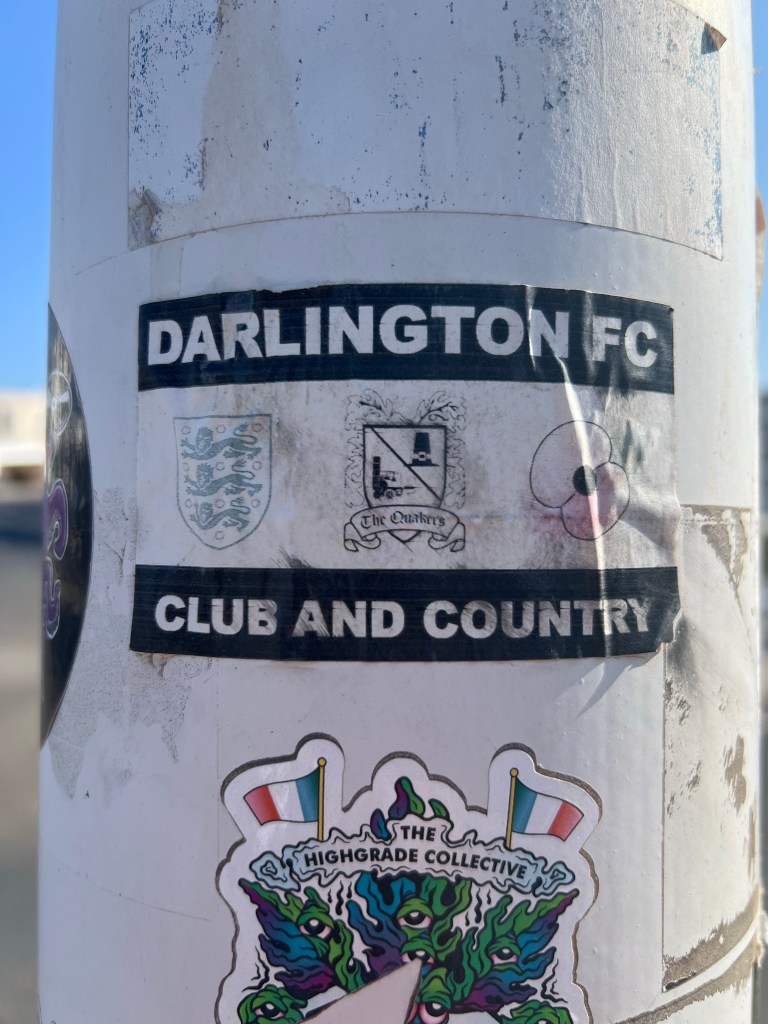 DARLINGTON FC
The Quakers
CLUB AND COUNTRY
THE
HIGHGRADE COLLECTIVE